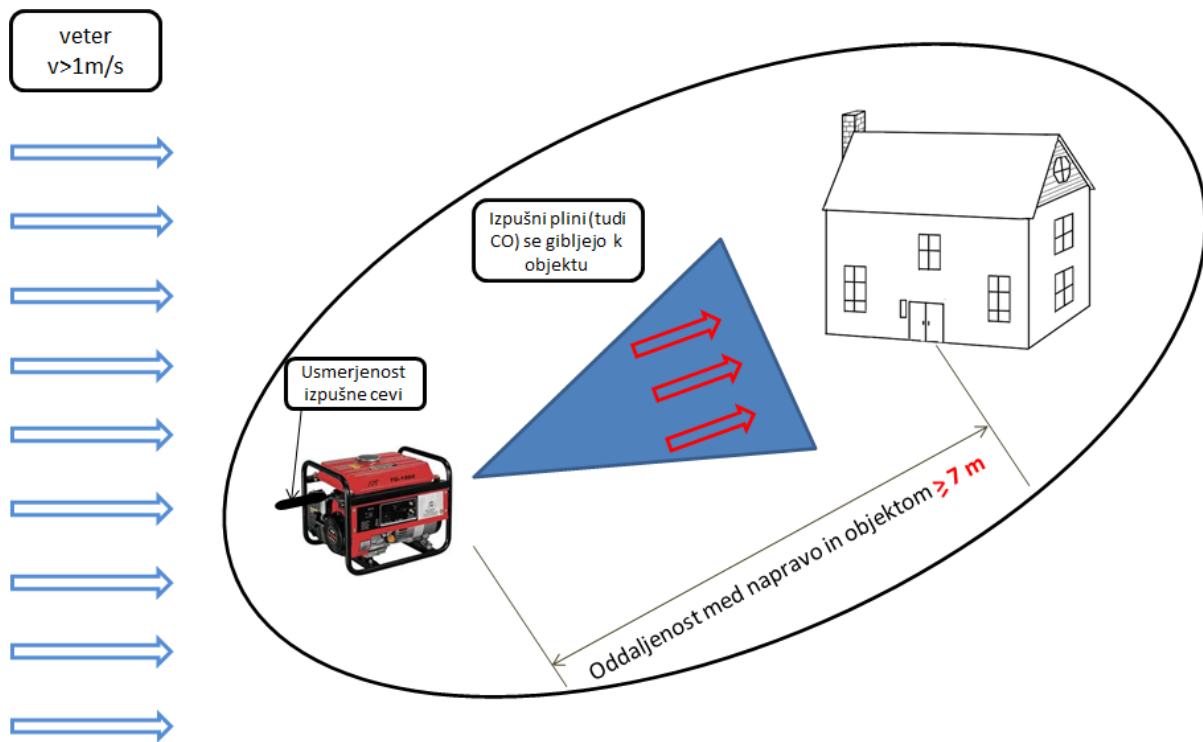 veter
v>1m/s
Izpušni plini (tudi
CO) se gibljejo k
objektu
Usmerjenost
izpušne cevi
Oddaljenost med napravo in objektom ≥7 m